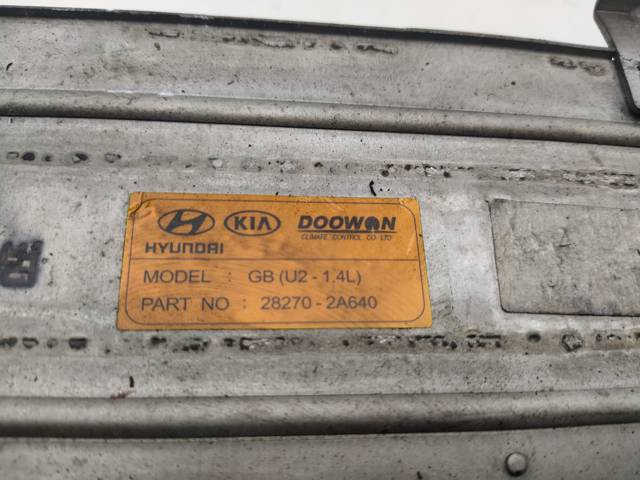 HYUNDAI KIA DOOWON
CLIMATE CONTROL CO. LTD
MODEL : GB (U2 - 1.4L)
PART NO : 28270 - 2A640